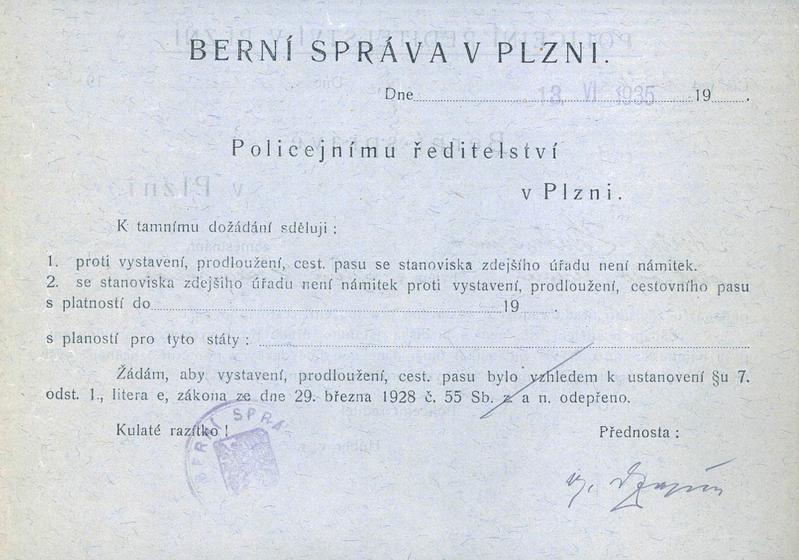 BERNÍ SPRÁVA V PLZNI.
Dne 13. VI 1935 19 .
Policejnímu ředitelství
v Plzni.
K tamnímu dožádání sděluji :
1. proti vystavení, prodloužení, cest. pasu se stanoviska zdejšího úřadu není námitek.
2. se stanoviska zdejšího úřadu není námitek proti vystavení, prodloužení, cestovního pasu
s platností do 19
s plaností pro tyto státy :
Žádám, aby vystavení, prodloužení, cest. pasu bylo vzhledem k ustanovení §u 7.
odst. 1., litera e, zákona ze dne 29. března 1928 č. 55 Sb. z. a n. odepřeno.
Kulaté razítko ! Přednosta :
BERNÍ SPRÁ